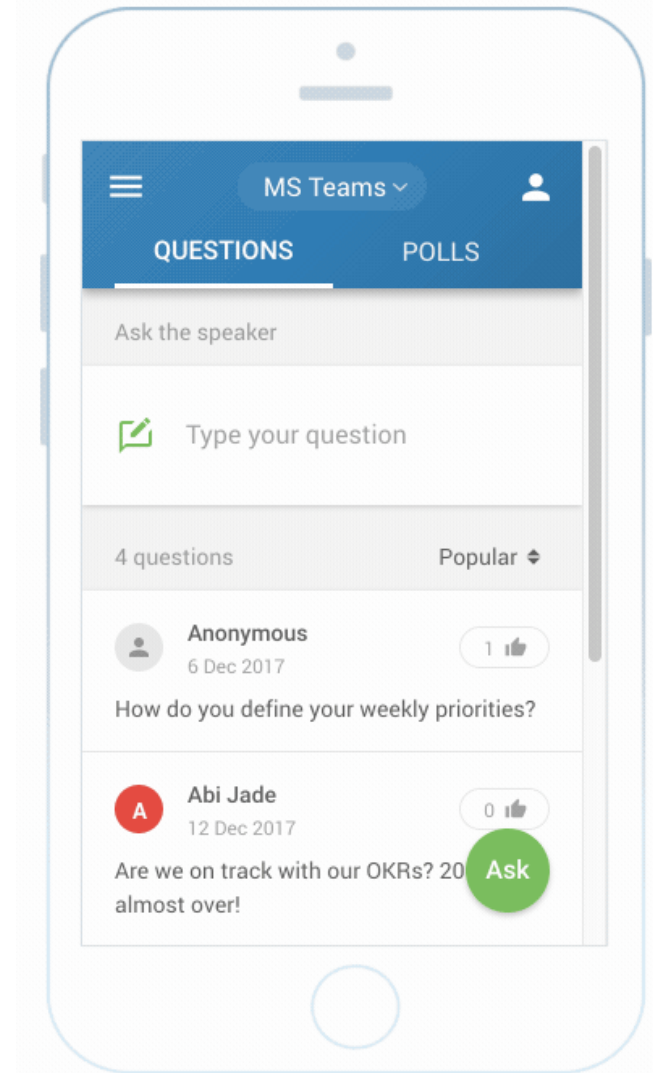 MS Teams
QUESTIONS POLLS
Ask the speaker
Type your question
4 questions Popular
Anonymous
6 Dec 2017
1
How do you define your weekly priorities?
A
Abi Jade
12 Dec 2017
0
Are we on track with our OKRs? 20
Ask
almost over!